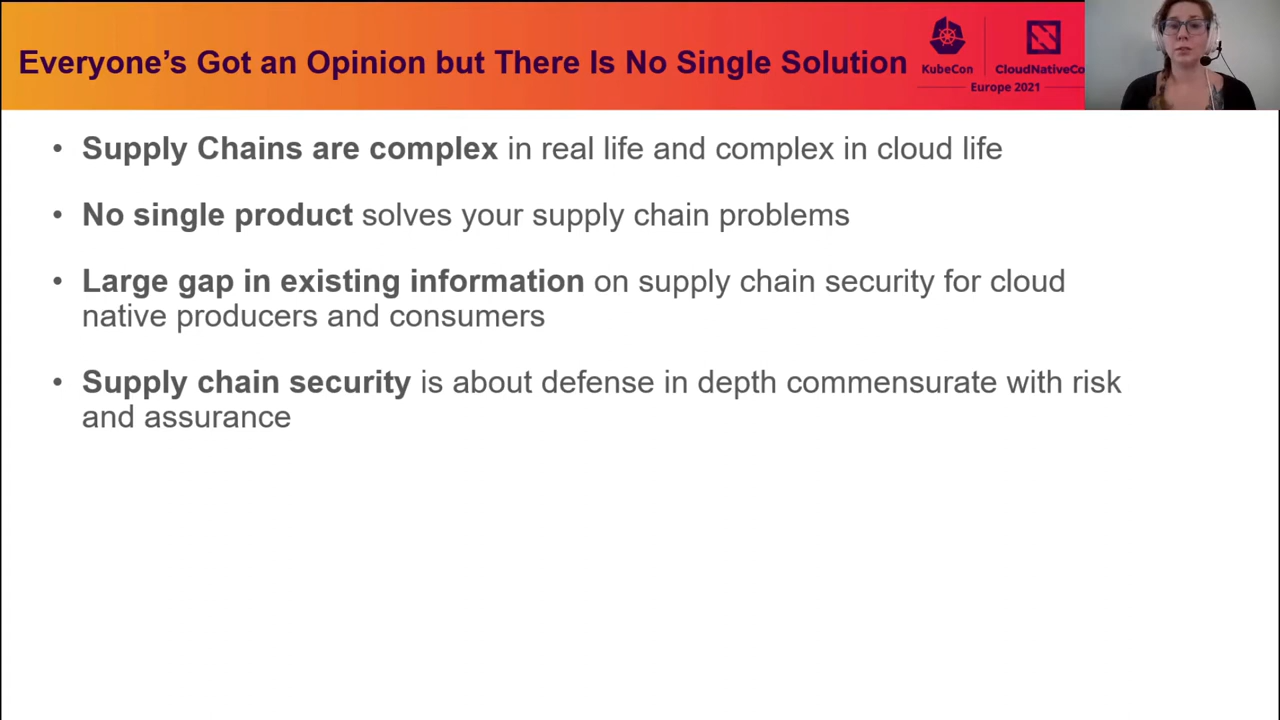 Everyone’s Got an Opinion but There Is No Single Solution
KubeCon
CloudNativeCo
Europe 2021
• Supply Chains are complex in real life and complex in cloud life
• No single product solves your supply chain problems
• Large gap in existing information on supply chain security for cloud
native producers and consumers
• Supply chain security is about defense in depth commensurate with risk
and assurance